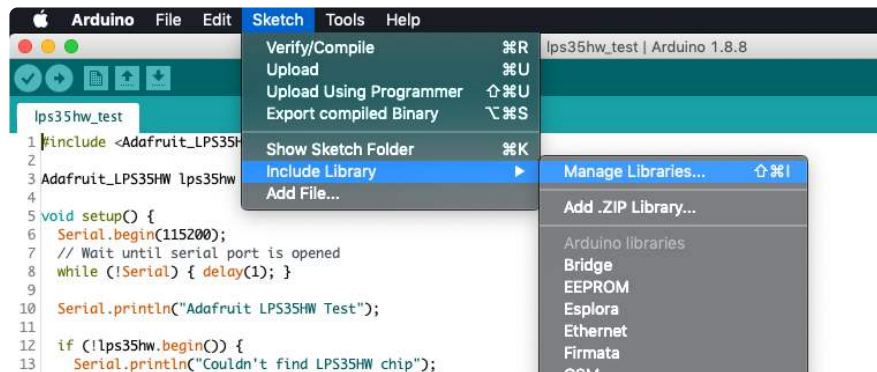 Arduino File Edit Sketch Tools Help
lps35hw_test | Arduino 1.8.8
Verify/Compile ⌘R
Upload ⌘U
Upload Using Programmer ⇧⌘U
Export compiled Binary ⌥⌘S
Show Sketch Folder ⌘K
Include Library ▶
Add File...
Manage Libraries... ⇧⌘I
Add .ZIP Library...
Arduino libraries
Bridge
EEPROM
Esplora
Ethernet
Firmata
lps35hw_test
1 #include <Adafruit_LPS35H
2
3 Adafruit_LPS35HW lps35hw
4
5 void setup() {
6 Serial.begin(115200);
7 // Wait until serial port is opened
8 while (!Serial) { delay(1); }
9
10 Serial.println("Adafruit LPS35HW Test");
11
12 if (!lps35hw.begin()) {
13 Serial.println("Couldn't find LPS35HW chip");